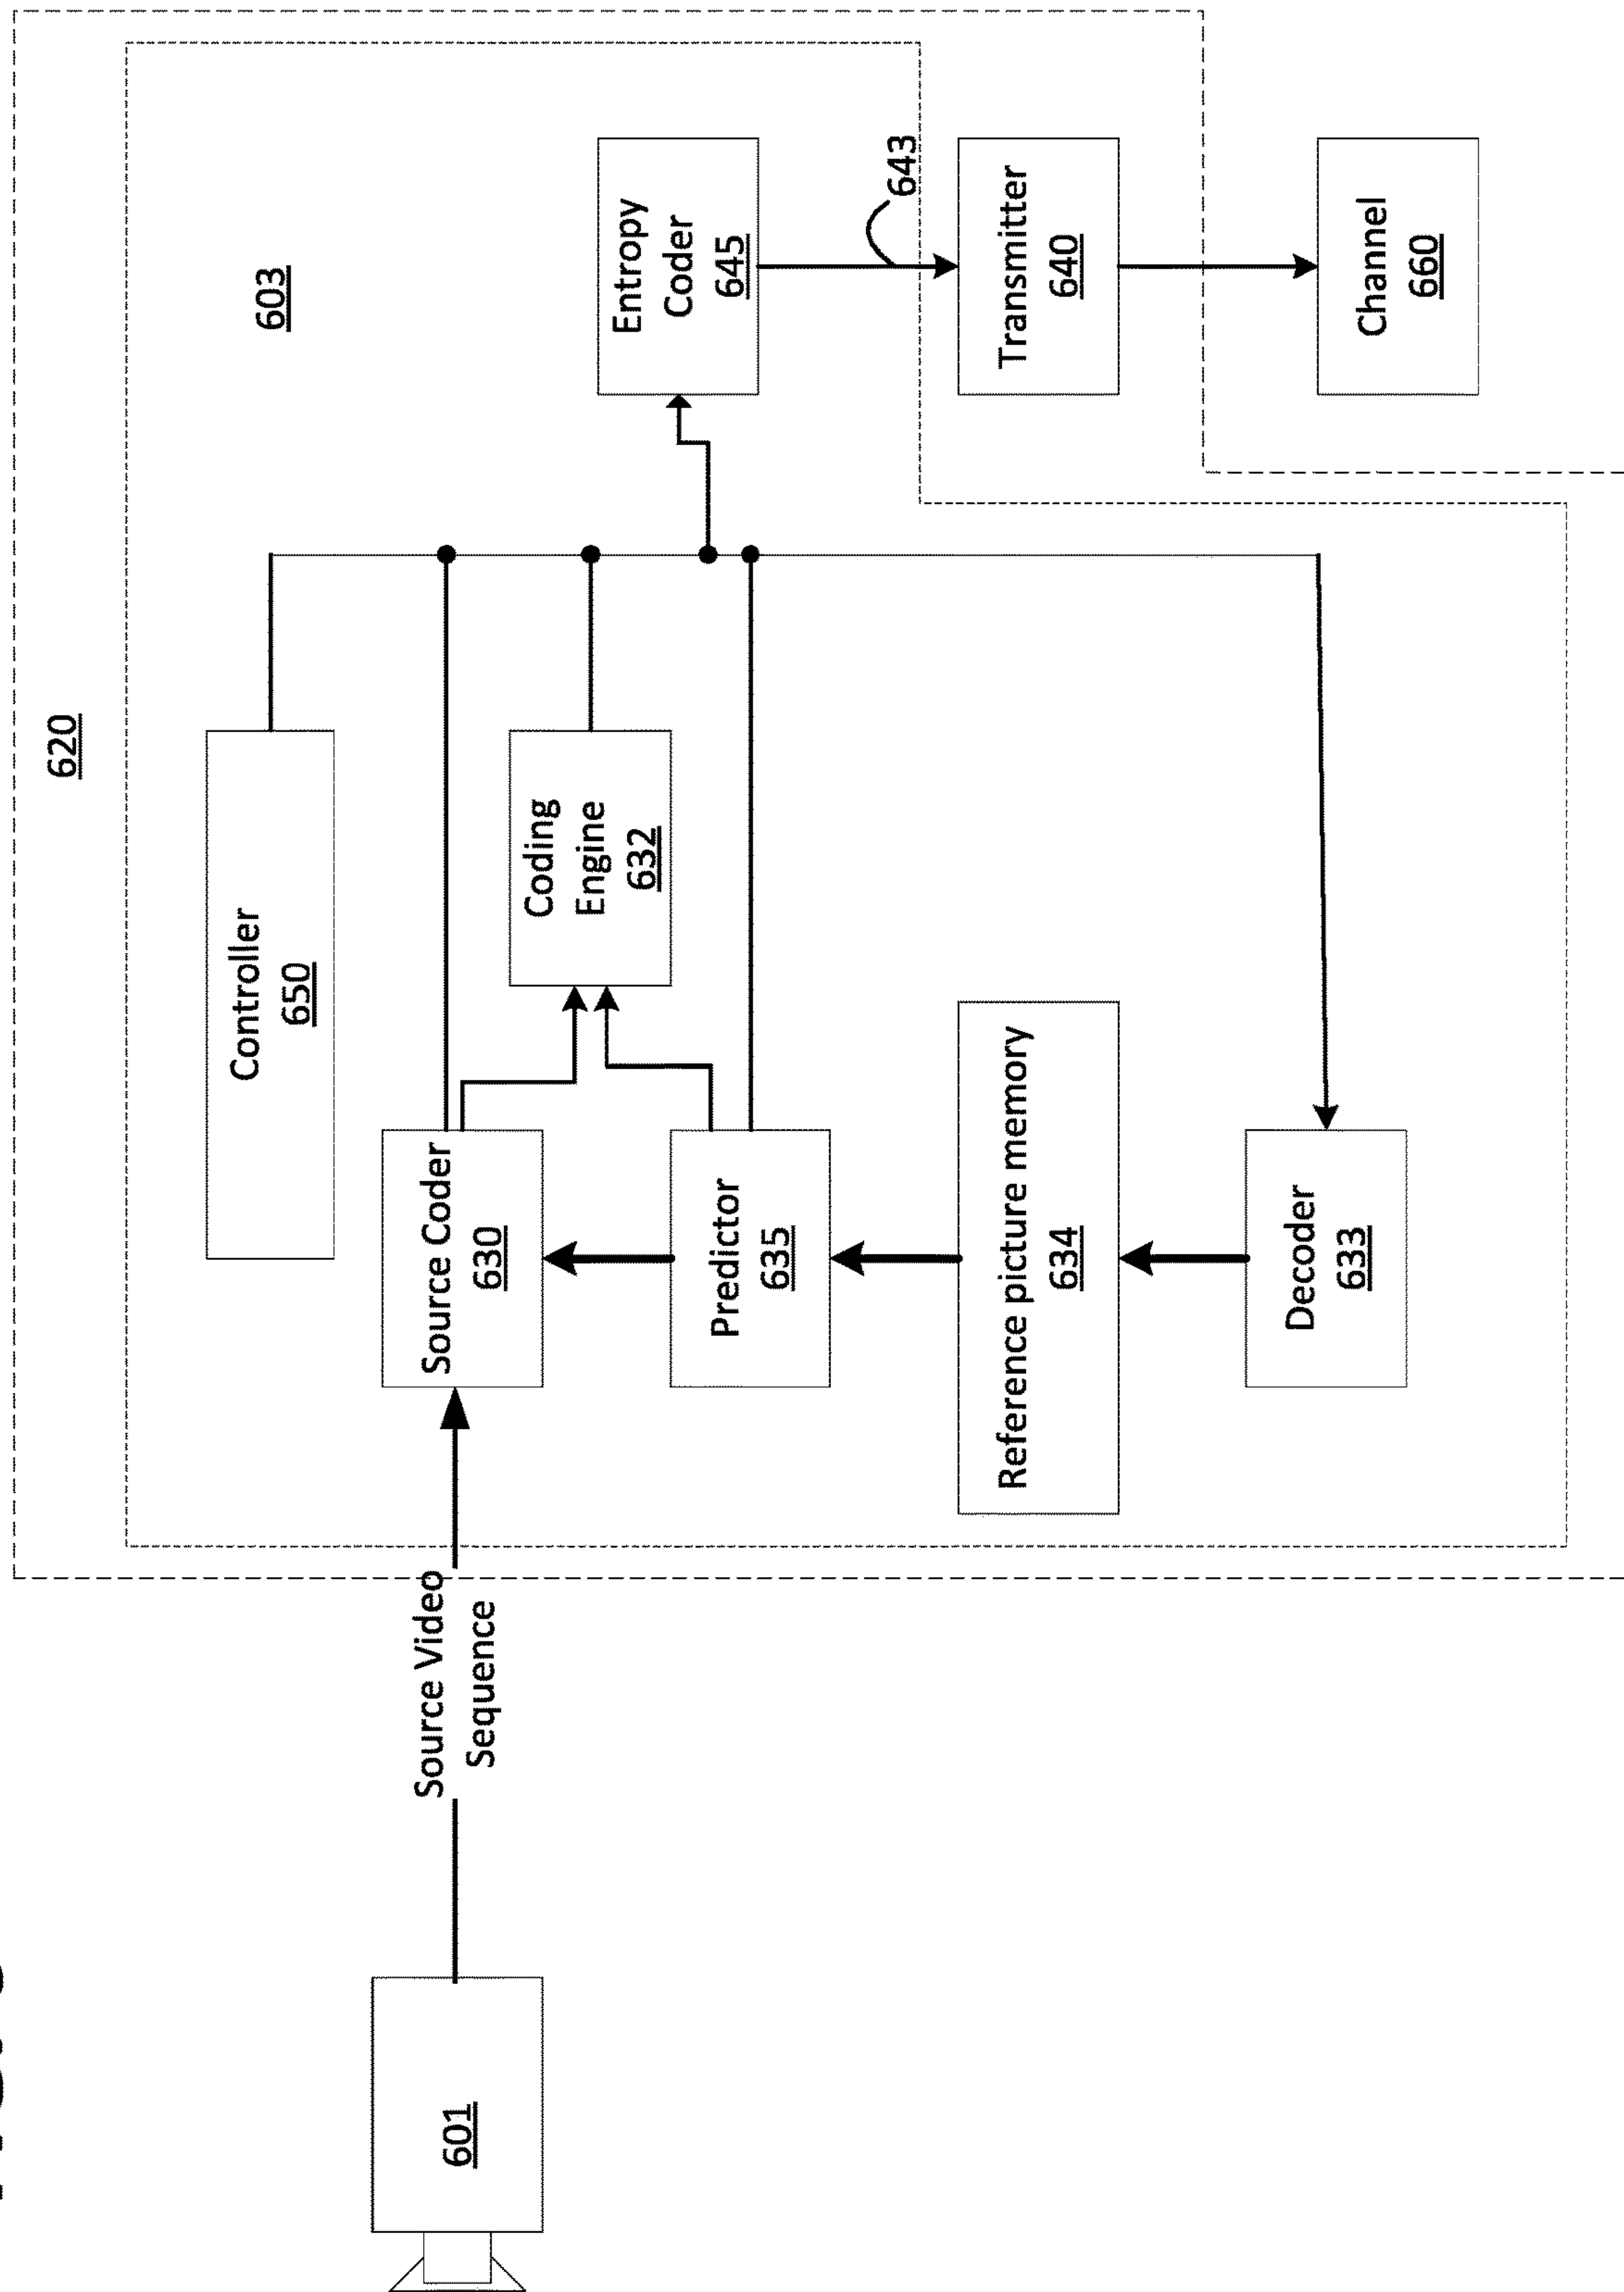 620
603
Controller
650
Source Coder
630
Source Video
Sequence
601
Coding
Engine
632
Entropy
Coder
645
643
Predictor
635
Reference picture memory
634
Transmitter
640
Decoder
633
Channel
660